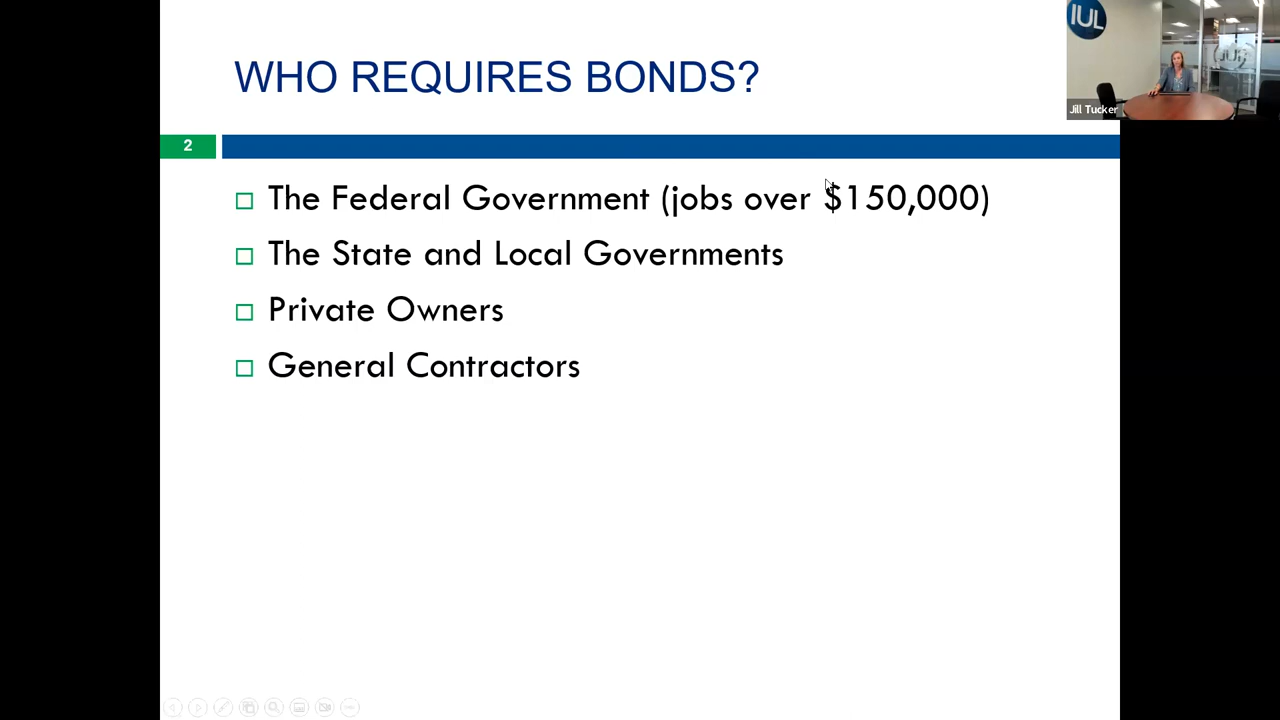 WHO REQUIRES BONDS?
IUL
Jill Tucker
2
The Federal Government (jobs over $150,000)
The State and Local Governments
Private Owners
General Contractors